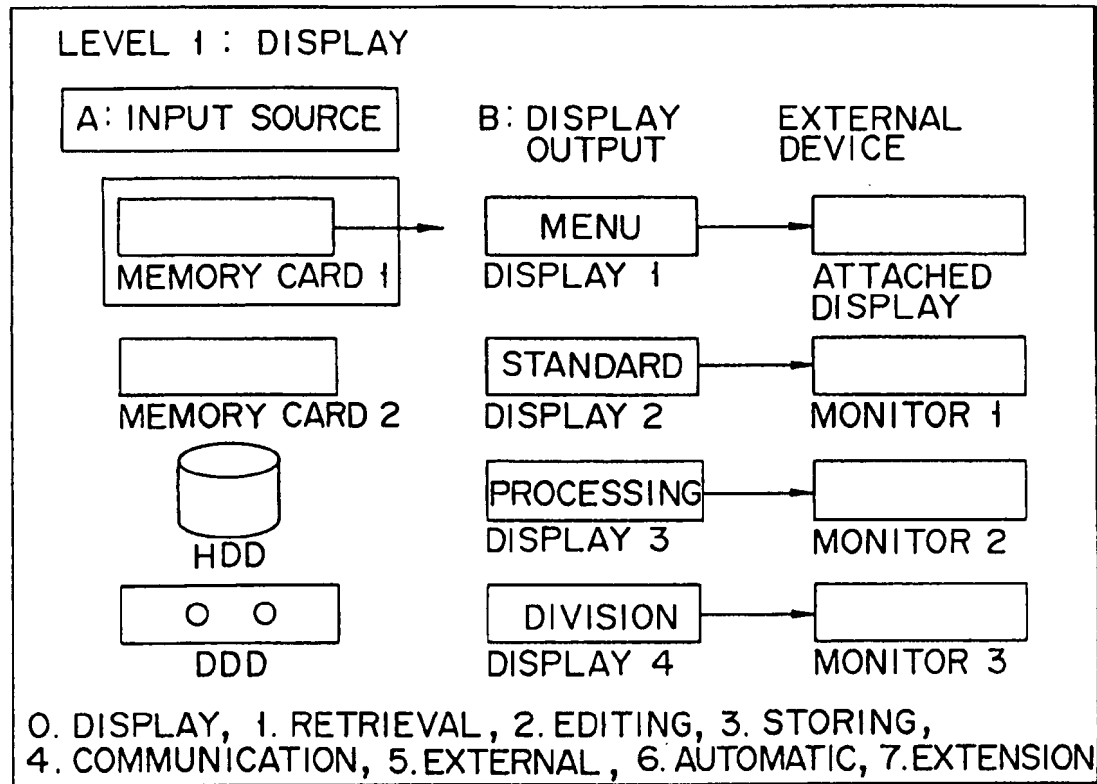 LEVEL 1 : DISPLAY
A: INPUT SOURCE
B: DISPLAY
OUTPUT
EXTERNAL
DEVICE
MENU
MEMORY CARD 1
DISPLAY 1
ATTACHED
DISPLAY
STANDARD
MEMORY CARD 2
DISPLAY 2
MONITOR 1
PROCESSING
HDD
DISPLAY 3
MONITOR 2
DIVISION
DDD
DISPLAY 4
MONITOR 3
0. DISPLAY, 1. RETRIEVAL, 2. EDITING, 3. STORING,
4. COMMUNICATION, 5. EXTERNAL, 6. AUTOMATIC, 7. EXTENSION